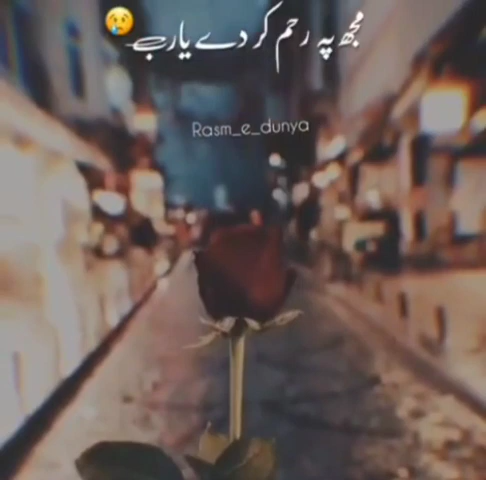 مجھ پہ رحم کر دے یارب 😢
Rasm_e_dunya